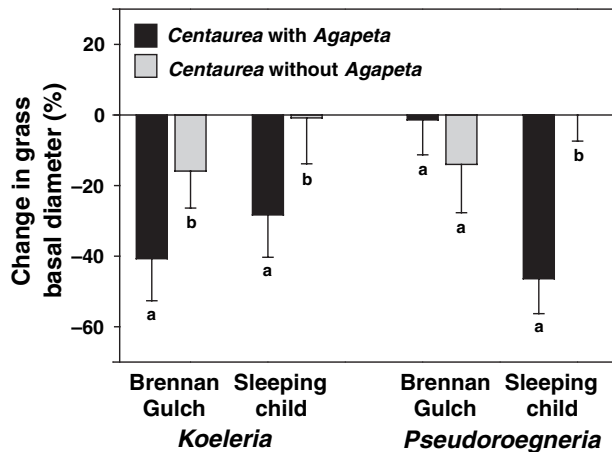 Change in grass
basal diameter (%)
20
0
−20
−40
−60
Centaurea with Agapeta
Centaurea without Agapeta
a
b
a
b
a
a
a
b
Brennan
Gulch
Sleeping
child
Brennan
Gulch
Sleeping
child
Koeleria
Pseudoroegneria